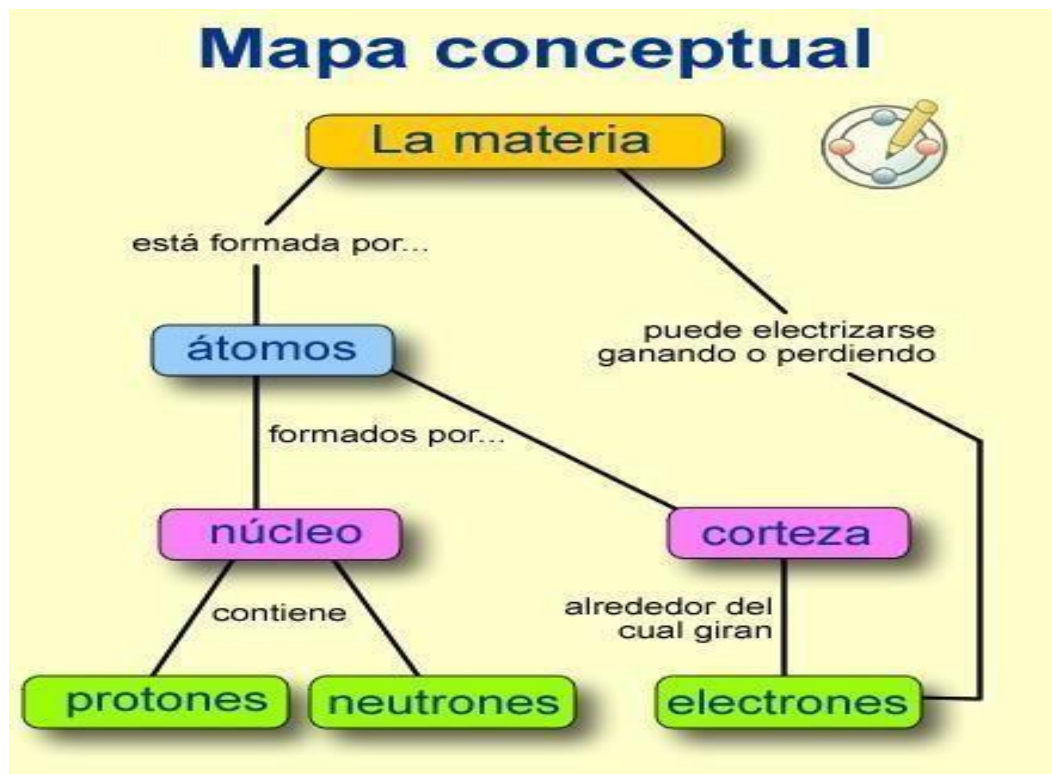 Mapa conceptual
La materia
está formada por...
puede electrizarse
ganando o perdiendo
átomos
formados por...
núcleo
corteza
contiene
alrededor del
cual giran
protones
neutrones
electrones